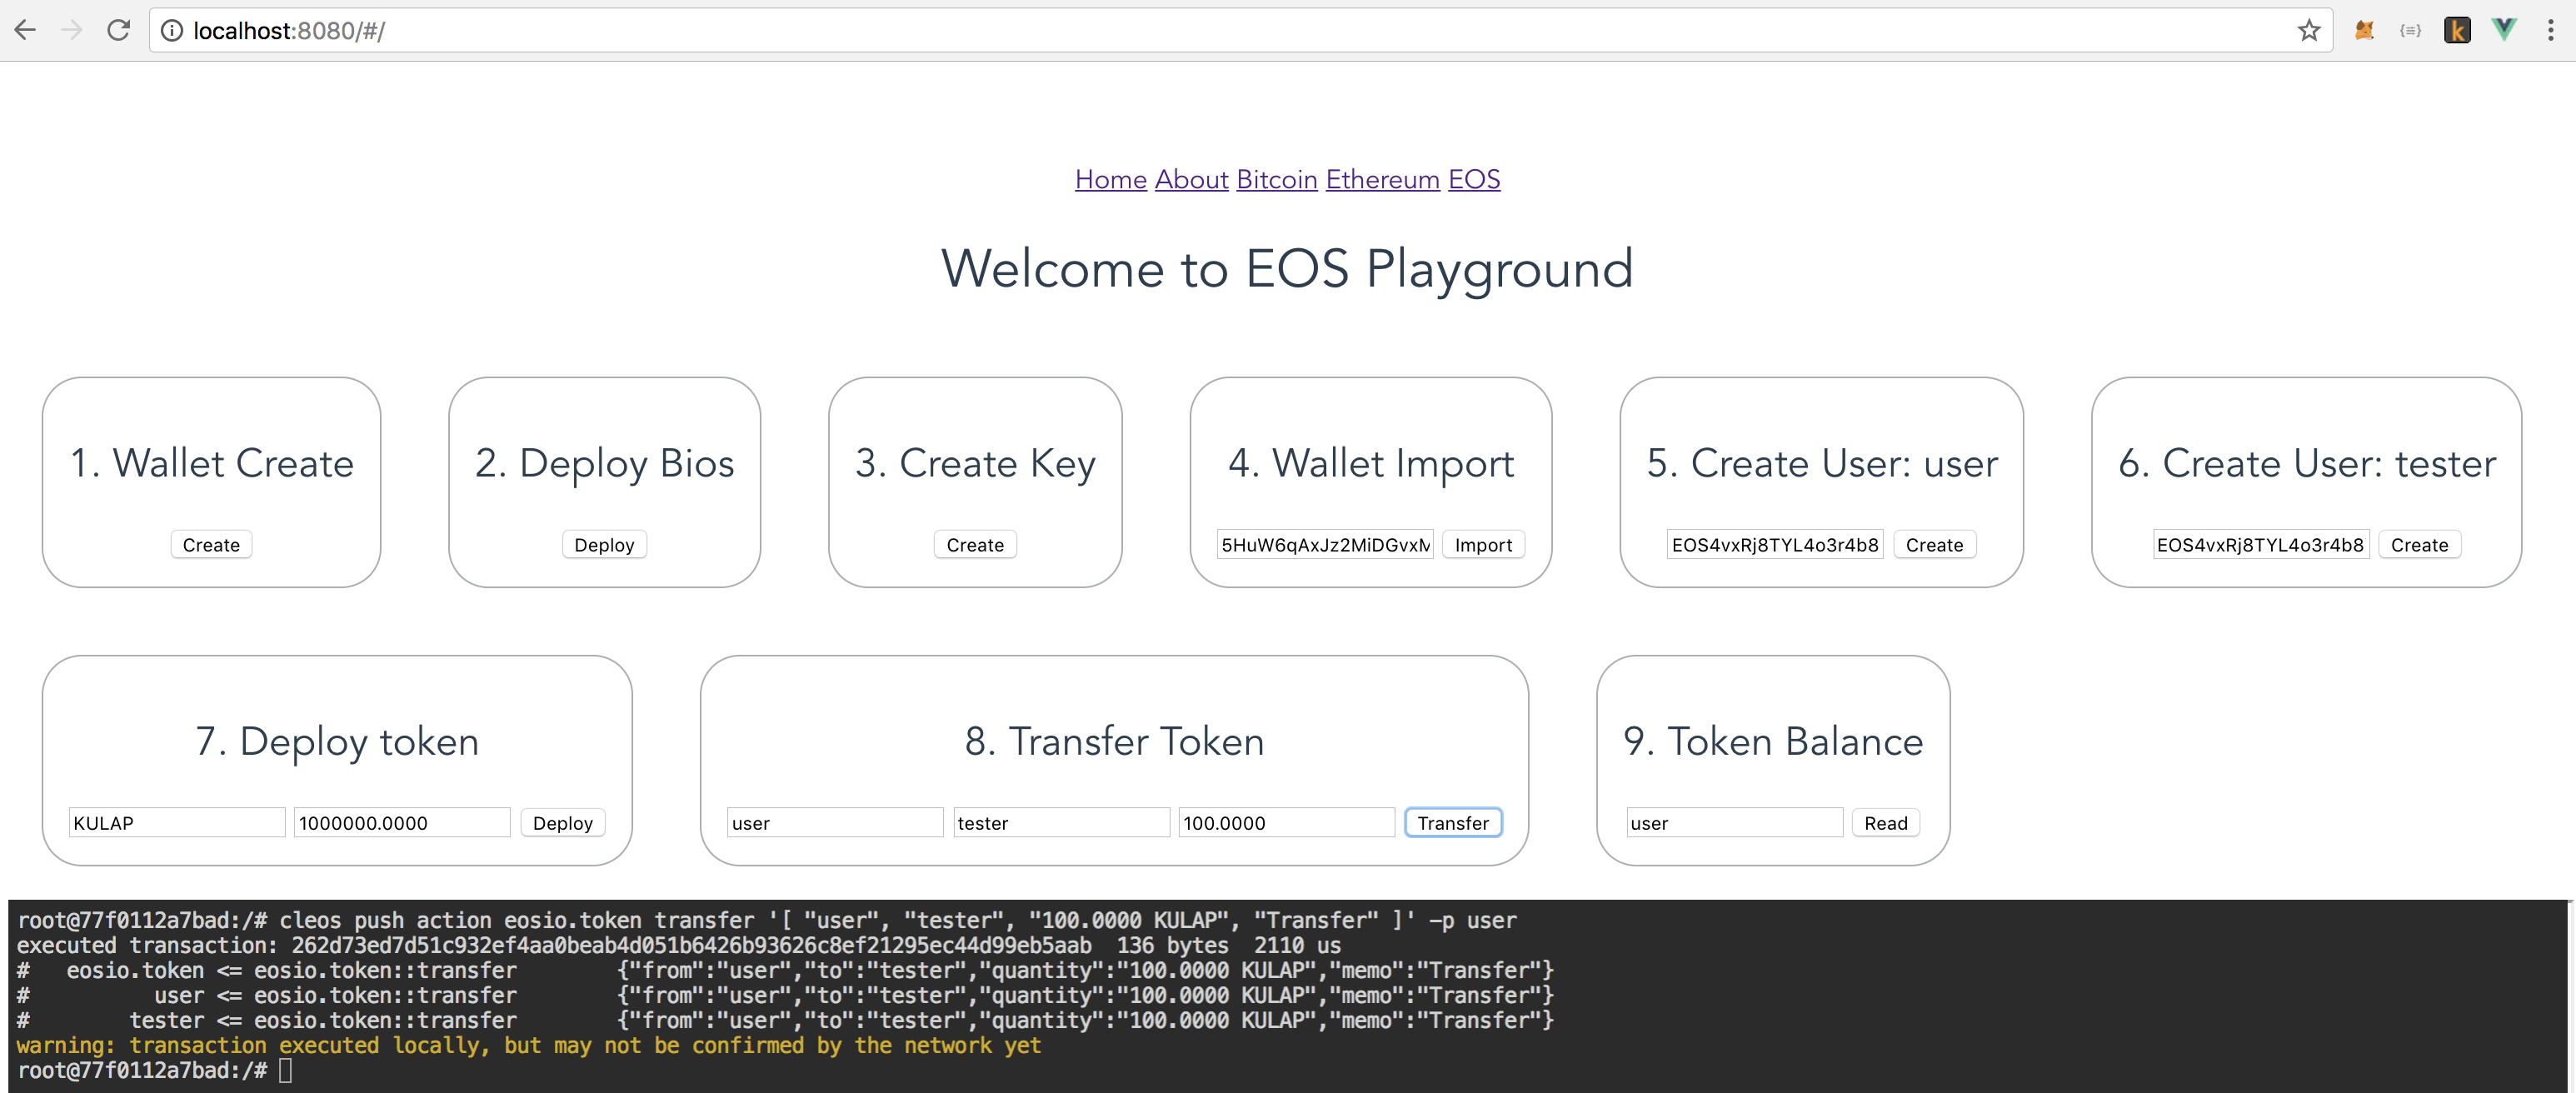 localhost:8080/#/
Home About Bitcoin Ethereum EOS
Welcome to EOS Playground
1. Wallet Create
Create
2. Deploy Bios
Deploy
3. Create Key
Create
4. Wallet Import
5HuW6qAxJz2MiDGvxM Import
5. Create User: user
EOS4vxRj8TYL4o3r4b8 Create
6. Create User: tester
EOS4vxRj8TYL4o3r4b8 Create
7. Deploy token
KULAP 1000000.0000 Deploy
8. Transfer Token
user tester 100.0000 Transfer
9. Token Balance
user Read
root@77f0112a7bad:/# cleos push action eosio.token transfer '[ "user", "tester", "100.0000 KULAP", "Transfer" ]' -p user
executed transaction: 262d73ed7d51c932ef4aa0beab4d051b6426b93626c8ef21295ec44d99eb5aab  136 bytes  2110 us
#   eosio.token <= eosio.token::transfer        {"from":"user","to":"tester","quantity":"100.0000 KULAP","memo":"Transfer"}
#          user <= eosio.token::transfer        {"from":"user","to":"tester","quantity":"100.0000 KULAP","memo":"Transfer"}
#        tester <= eosio.token::transfer        {"from":"user","to":"tester","quantity":"100.0000 KULAP","memo":"Transfer"}
warning: transaction executed locally, but may not be confirmed by the network yet
root@77f0112a7bad:/#